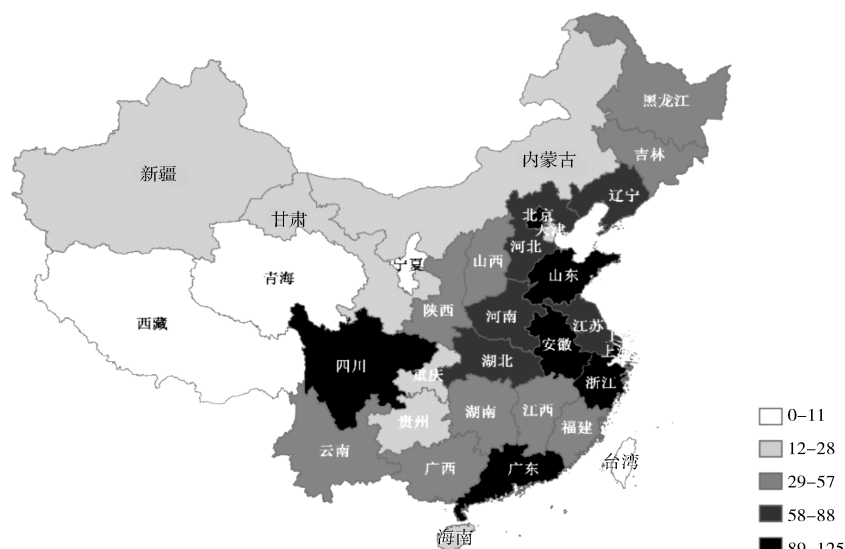 黑龙江
吉林
新疆
内蒙古
辽宁
甘肃
北京
天津
河北
宁夏
山西
山东
青海
陕西
西藏
河南
江苏
安徽
上海
四川
湖北
重庆
浙江
湖南
江西
贵州
福建
云南
广西
广东
台湾
海南
0-11
12-28
29-57
58-88
89-125